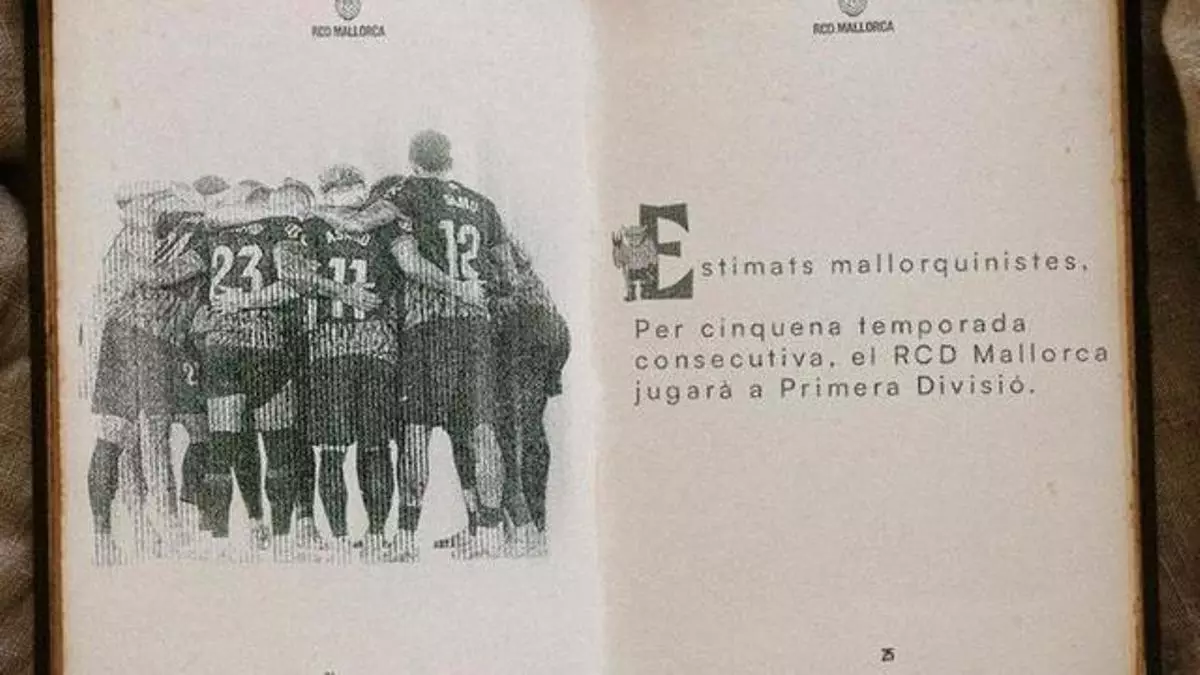 RCD MALLORCA
23
11
12
2
RCD MALLORCA
Estimats mallorquinistes,
Per cinquena temporada
consecutiva, el RCD Mallorca
jugarà a Primera Divisió.
25